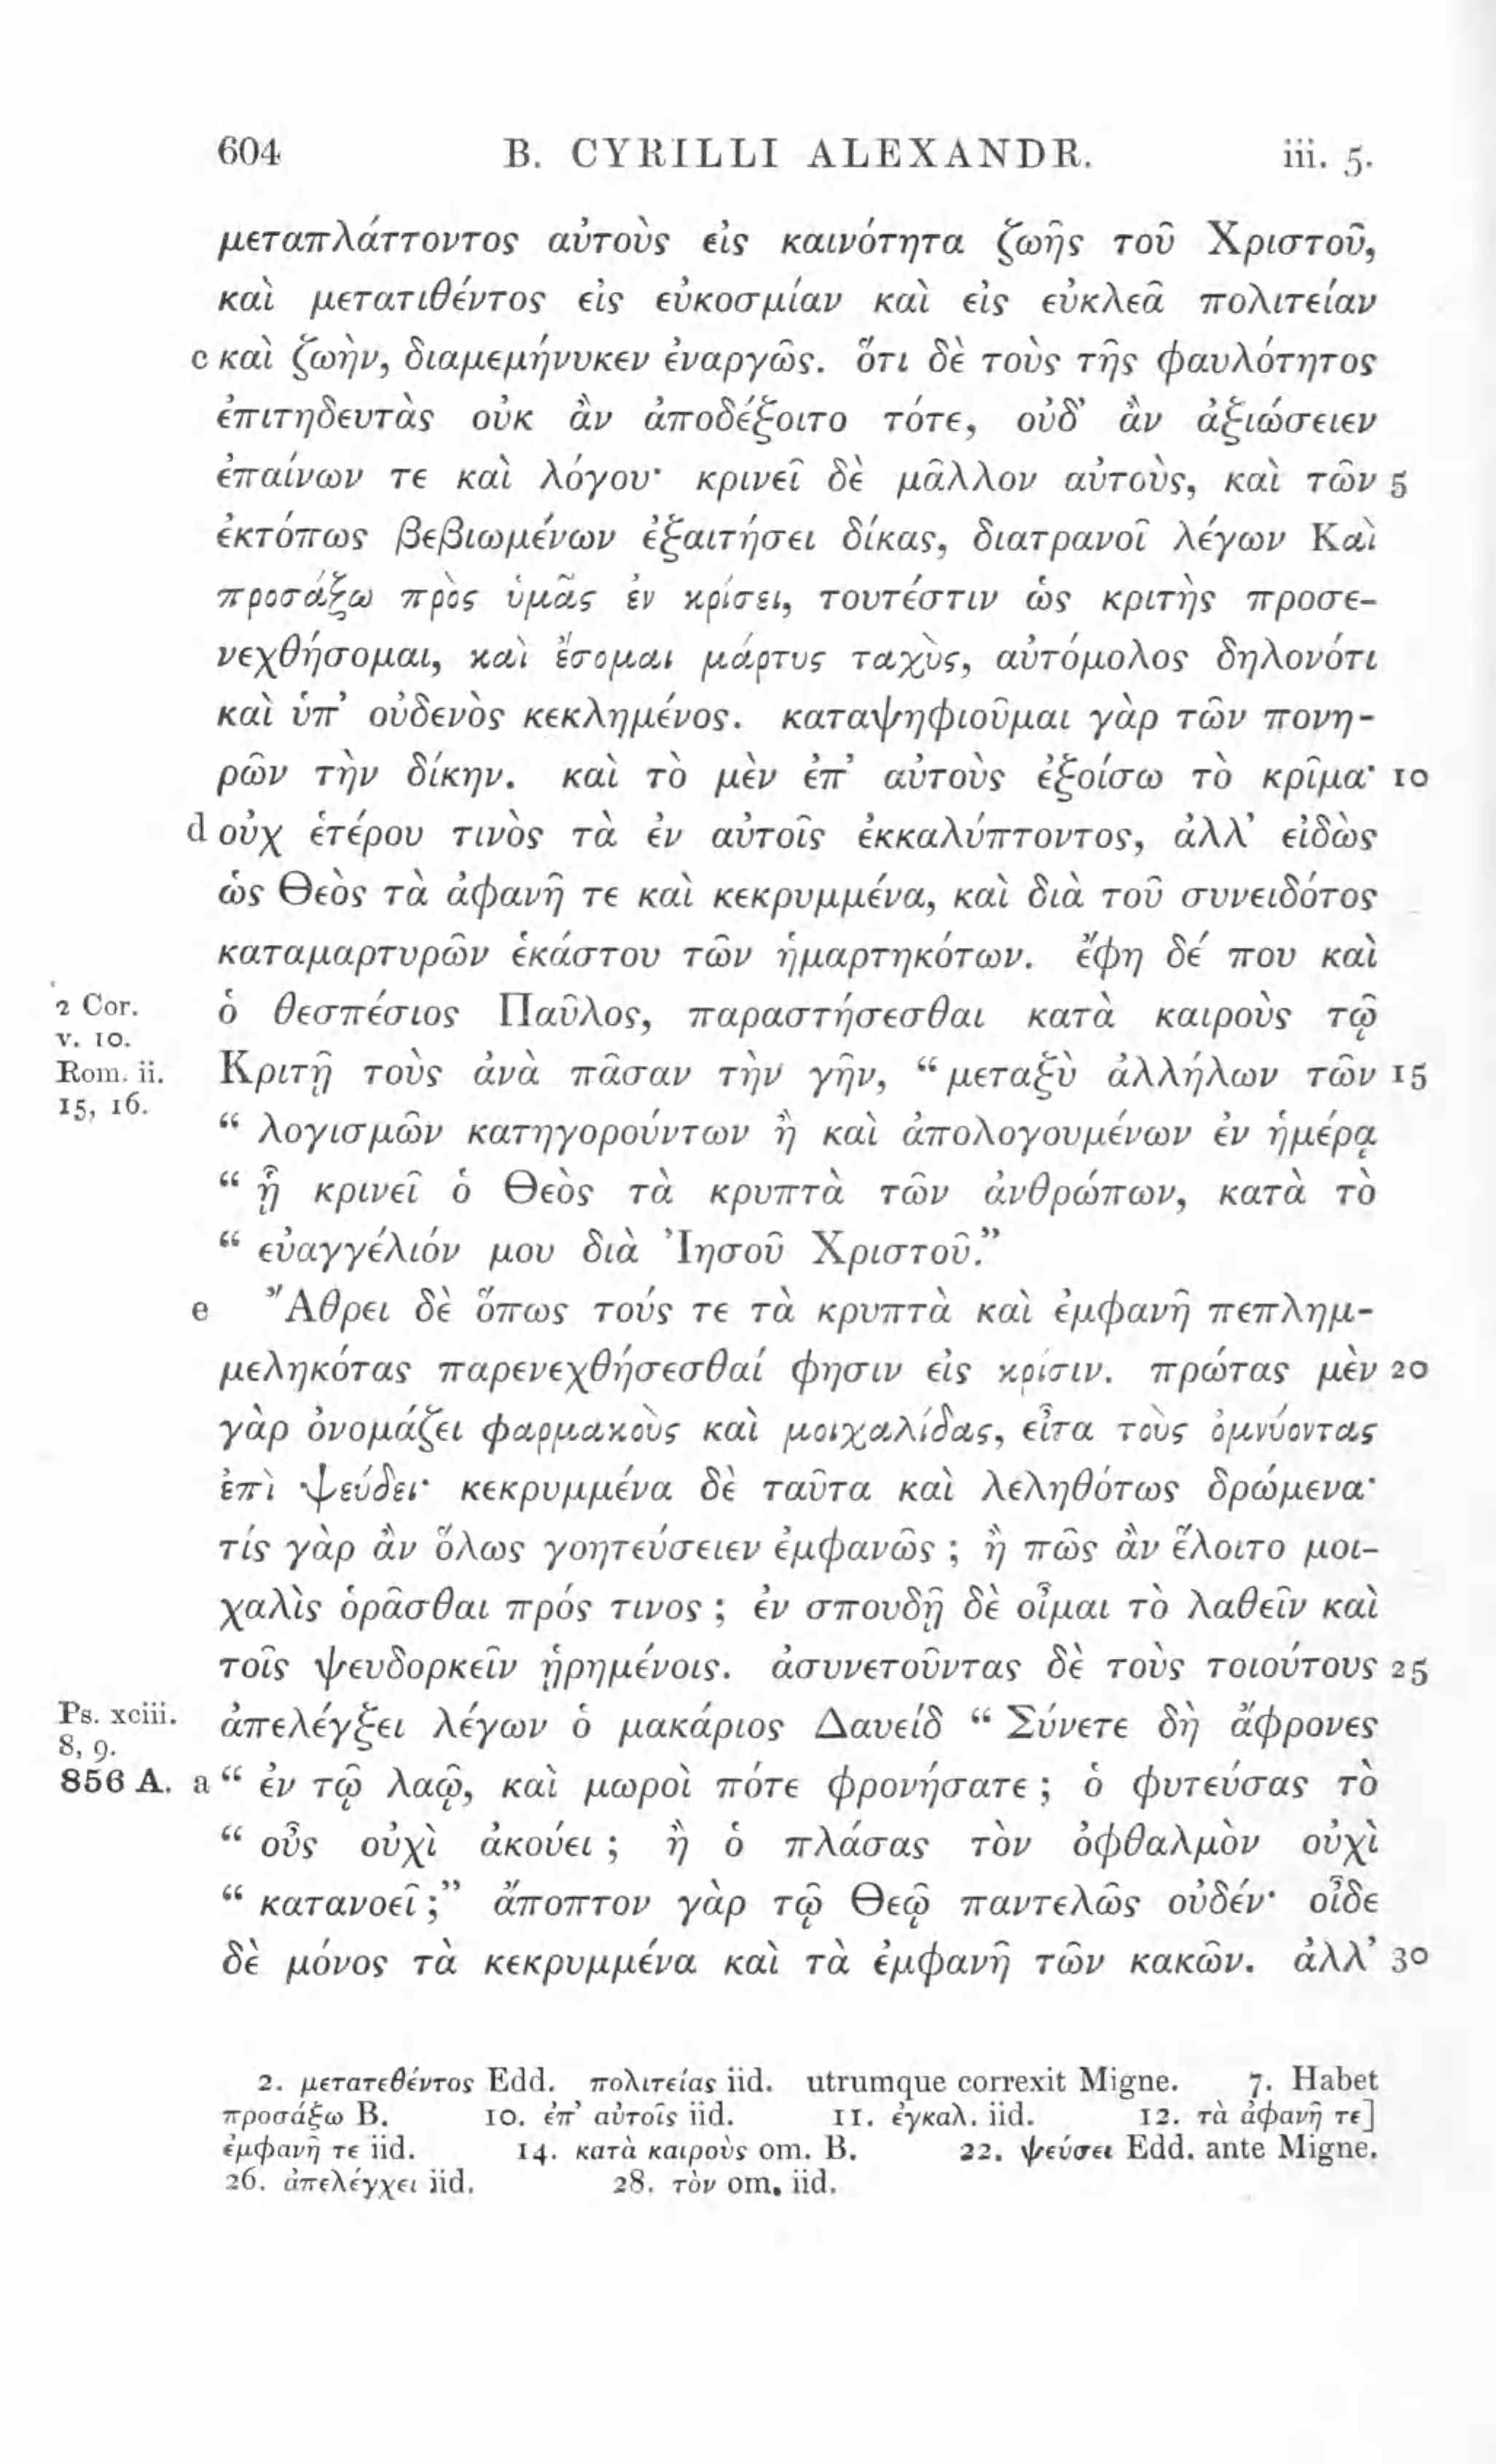 604 B. CYRILLI ALEXANDR. iii. 5.
μεταπλάττοντος αὐτοὺς εἰς καινότητα ζωῆς τοῦ Χριστοῦ,
καὶ μετατιθέντος εἰς εὐκοσμίαν καὶ εἰς εὐκλεᾶ πολιτείαν
c καὶ ζωὴν, διαμεμήνυκεν ἐναργῶς. ὅτι δὲ τοὺς τῆς φαυλότητος
ἐπιτηδευτὰς οὐκ ἂν ἀποδέξοιτο τότε, οὐδ’ ἂν ἀξιώσειεν
ἐπαίνων τε καὶ λόγου· κρινεῖ δὲ μᾶλλον αὐτοὺς, καὶ τῶν 5
ἐκτόπως βεβιωμένων ἐξαιτήσει δίκας, διατρανοῖ λέγων Καὶ
προσάξω πρὸς ὑμᾶς ἐν κρίσει, τουτέστιν ὡς κριτὴς προσε-
νεχθήσομαι, καὶ ἔσομαι μάρτυς ταχὺς, αὐτόμολος δηλονότι
καὶ ὑπ’ οὐδενὸς κεκλημένος. καταψηφιοῦμαι γὰρ τῶν πονη-
ρῶν τὴν δίκην. καὶ τὸ μὲν ἐπ’ αὐτοὺς ἐξοίσω τὸ κρῖμα· 10
d οὐχ ἑτέρου τινὸς τὰ ἐν αὐτοῖς ἐκκαλύπτοντος, ἀλλ’ εἰδὼς
ὡς Θεὸς τὰ ἀφανῆ τε καὶ κεκρυμμένα, καὶ διὰ τοῦ συνειδότος
καταμαρτυρῶν ἑκάστου τῶν ἡμαρτηκότων. ἔφη δέ που καὶ
2 Cor. v. 10. ὁ θεσπέσιος Παῦλος, παραστήσεσθαι κατὰ καιροὺς τῷ
Rom. ii. 15, 16. Κριτῇ τοὺς ἀνὰ πᾶσαν τὴν γῆν, “ μεταξὺ ἀλλήλων τῶν 15
“ λογισμῶν κατηγορούντων ἢ καὶ ἀπολογουμένων ἐν ἡμέρᾳ
“ ᾗ κρινεῖ ὁ Θεὸς τὰ κρυπτὰ τῶν ἀνθρώπων, κατὰ τὸ
“ εὐαγγέλιόν μου διὰ Ἰησοῦ Χριστοῦ.”
e Ἄθρει δὲ ὅπως τούς τε τὰ κρυπτὰ καὶ ἐμφανῆ πεπλημ-
μεληκότας παρενεχθήσεσθαί φησιν εἰς κρίσιν. πρώτας μὲν 20
γὰρ ὀνομάζει φαρμακοὺς καὶ μοιχαλίδας, εἶτα τοὺς ὀμνύοντας
ἐπὶ ψεύδει· κεκρυμμένα δὲ ταῦτα καὶ λεληθότως δρώμενα·
τίς γὰρ ἂν ὅλως γοητεύσειεν ἐμφανῶς ; ἢ πῶς ἂν ἕλοιτο μοι-
χαλὶς ὁρᾶσθαι πρός τινος ; ἐν σπουδῇ δὲ οἶμαι τὸ λαθεῖν καὶ
τοῖς ψευδορκεῖν ᾑρημένοις. ἀσυνετοῦντας δὲ τοὺς τοιούτους 25
Ps. xciii. 8, 9. ἀπελέγξει λέγων ὁ μακάριος Δαυείδ “ Σύνετε δὴ ἄφρονες
856 A. a “ ἐν τῷ λαῷ, καὶ μωροὶ πότε φρονήσατε ; ὁ φυτεύσας τὸ
“ οὖς οὐχὶ ἀκούει ; ἢ ὁ πλάσας τὸν ὀφθαλμὸν οὐχὶ
“ κατανοεῖ ;” ἄποπτον γὰρ τῷ Θεῷ παντελῶς οὐδέν· οἶδε
δὲ μόνος τὰ κεκρυμμένα καὶ τὰ ἐμφανῆ τῶν κακῶν. ἀλλ’ 30
2. μετατεθέντος Edd. πολιτείας iid. utrumque correxit Migne. 7. Habet
προσάξω B. 10. ἐπ’ αὐτοῖς iid. 11. ἐγκαλ. iid. 12. τὰ ἀφανῆ τε]
ἐμφανῆ τε iid. 14. κατὰ καιροὺς om. B. 22. ψεύσει Edd. ante Migne.
26. ἀπελέγχει iid. 28. τὸν om. iid.